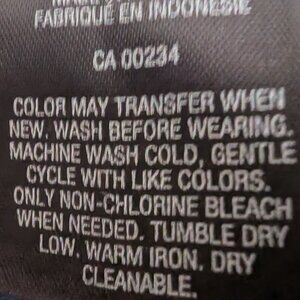 FABRIQUÉ EN INDONÉSIE
CA 00234
COLOR MAY TRANSFER WHEN
NEW. WASH BEFORE WEARING.
MACHINE WASH COLD, GENTLE
CYCLE WITH LIKE COLORS.
ONLY NON-CHLORINE BLEACH
WHEN NEEDED. TUMBLE DRY
LOW. WARM IRON. DRY
CLEANABLE.